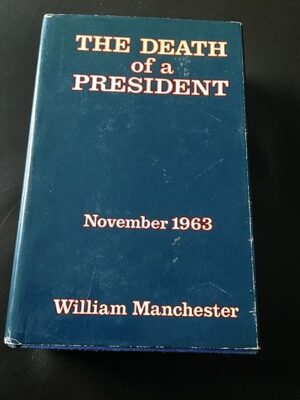 THE DEATH
of a
PRESIDENT
November 1963
William Manchester